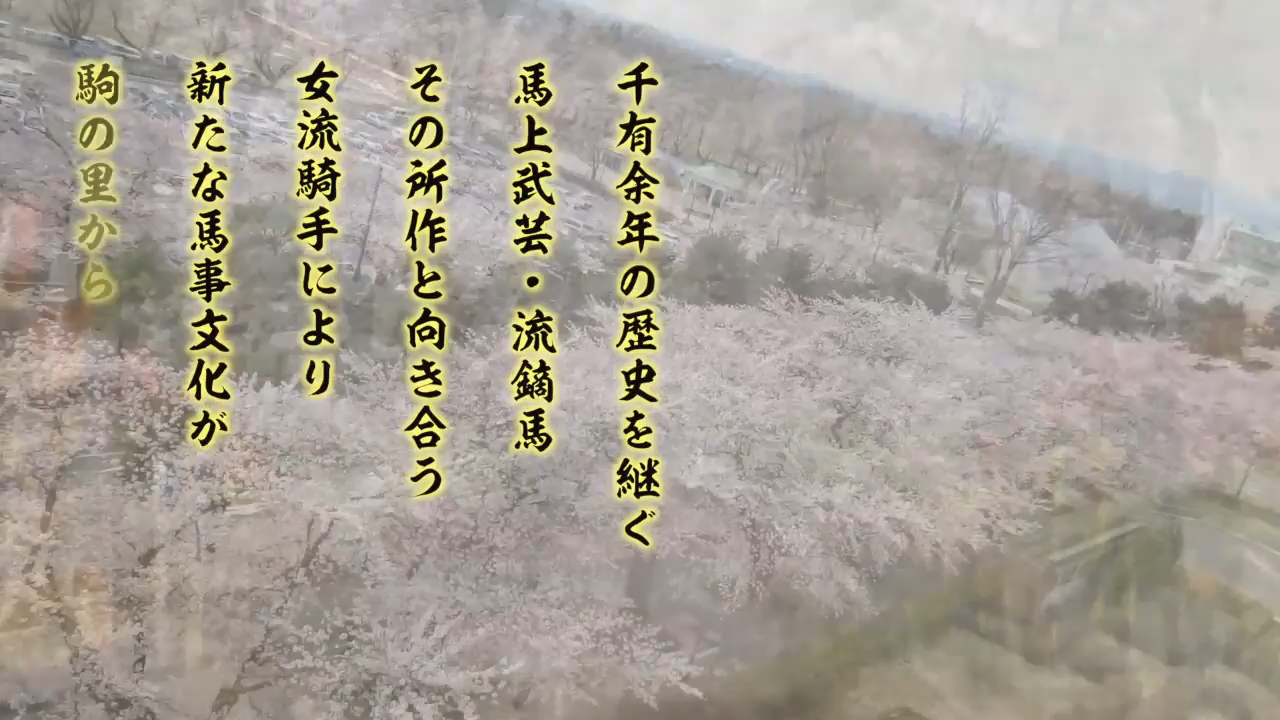 千有余年の歴史を継ぐ
馬上武芸・流鏑馬
その所作と向き合う
女流騎手により
新たな馬事文化が
駒の里から